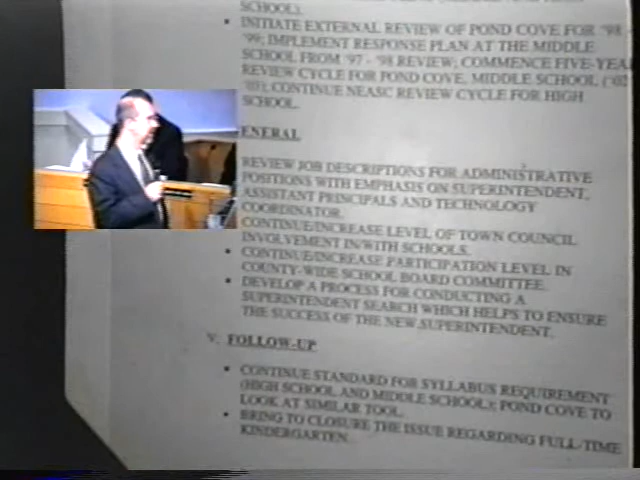 SCHOOL).
• INITIATE EXTERNAL REVIEW OF POND COVE FOR '98 -
'99; IMPLEMENT RESPONSE PLAN AT THE MIDDLE
SCHOOL FROM '97 - '98 REVIEW; COMMENCE FIVE-YEAR
REVIEW CYCLE FOR POND COVE, MIDDLE SCHOOL ('02 -
'03); CONTINUE NEASC REVIEW CYCLE FOR HIGH
SCHOOL.
ENERAL
REVIEW JOB DESCRIPTIONS FOR ADMINISTRATIVE
POSITIONS WITH EMPHASIS ON SUPERINTENDENT,
ASSISTANT PRINCIPALS AND TECHNOLOGY
COORDINATOR.
CONTINUE/INCREASE LEVEL OF TOWN COUNCIL
INVOLVEMENT IN/WITH SCHOOLS.
• CONTINUE/INCREASE PARTICIPATION LEVEL IN
COUNTY-WIDE SCHOOL BOARD COMMITTEE.
• DEVELOP A PROCESS FOR CONDUCTING A
SUPERINTENDENT SEARCH WHICH HELPS TO ENSURE
THE SUCCESS OF THE NEW SUPERINTENDENT.
V. FOLLOW-UP
• CONTINUE STANDARD FOR SYLLABUS REQUIREMENT
(HIGH SCHOOL AND MIDDLE SCHOOL); POND COVE TO
LOOK AT SIMILAR TOOL.
• BRING TO CLOSURE THE ISSUE REGARDING FULL-TIME
KINDERGARTEN.